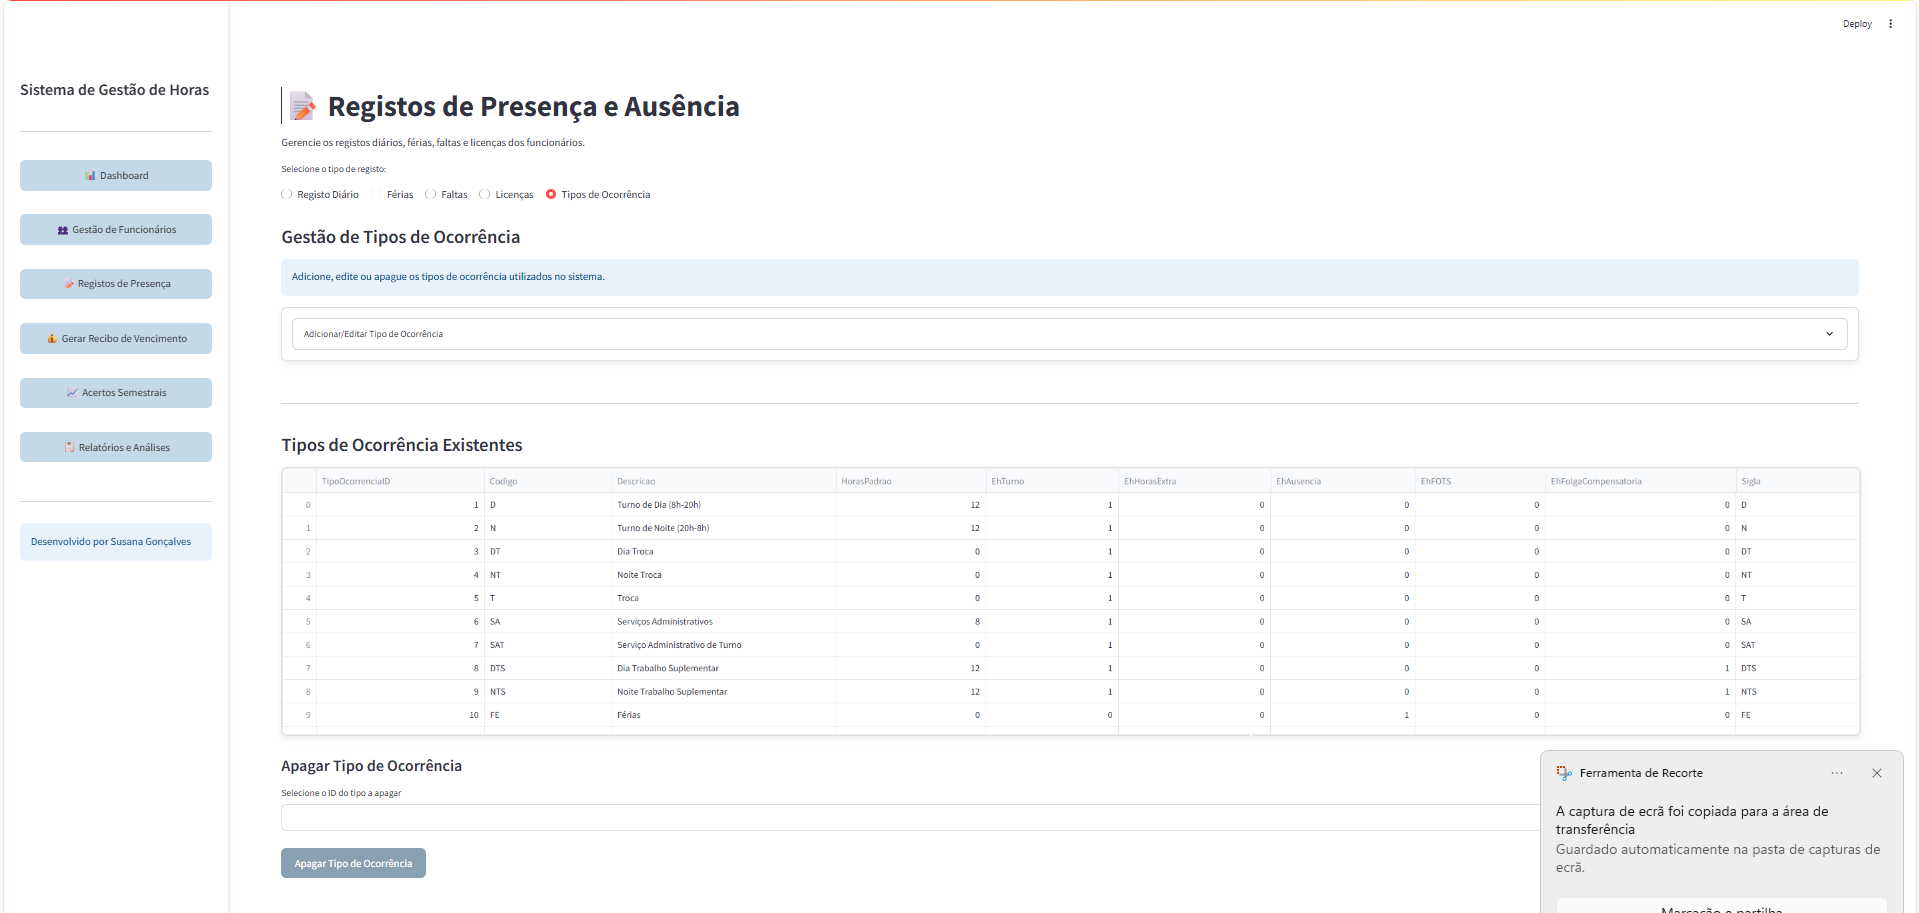 Deploy
Sistema de Gestão de Horas
Dashboard
Gestão de Funcionários
Registos de Presença
Gerar Recibo de Vencimento
Acertos Semestrais
Relatórios e Análises
Desenvolvido por Susana Gonçalves
Registos de Presença e Ausência
Gerencie os registos diários, férias, faltas e licenças dos funcionários.
Selecione o tipo de registo:
Registo Diário Férias Faltas Licenças Tipos de Ocorrência
Gestão de Tipos de Ocorrência
Adicione, edite ou apague os tipos de ocorrência utilizados no sistema.
Adicionar/Editar Tipo de Ocorrência
Tipos de Ocorrência Existentes
TipoOcorrenciaID Codigo Descricao HorasPadrao EhTurno EhHorasExtra EhAusencia EhFOTS EhFolgaCompensatoria Sigla
0 1 D Turno de Dia (8h-20h) 12 1 0 0 0 0 D
1 2 N Turno de Noite (20h-8h) 12 1 0 0 0 0 N
2 3 DT Dia Troca 0 1 0 0 0 0 DT
3 4 NT Noite Troca 0 1 0 0 0 0 NT
4 5 T Troca 0 1 0 0 0 0 T
5 6 SA Serviços Administrativos 8 1 0 0 0 0 SA
6 7 SAT Serviço Administrativo de Turno 0 1 0 0 0 0 SAT
7 8 DTS Dia Trabalho Suplementar 12 1 0 0 0 1 DTS
8 9 NTS Noite Trabalho Suplementar 12 1 0 0 0 1 NTS
9 10 FE Férias 0 0 0 1 0 0 FE
Apagar Tipo de Ocorrência
Selecione o ID do tipo a apagar
Apagar Tipo de Ocorrência
Ferramenta de Recorte
A captura de ecrã foi copiada para a área de
transferência
Guardado automaticamente na pasta de capturas de
ecrã.
Marcação e partilha